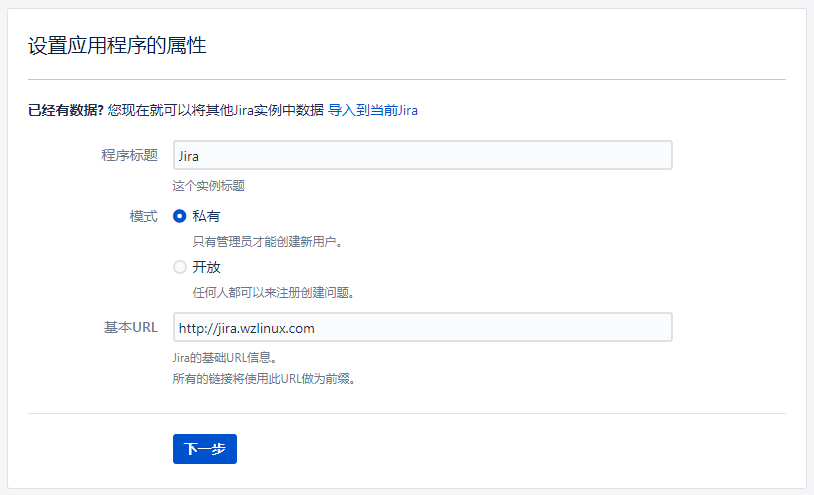 设置应用程序的属性
已经有数据? 您现在就可以将其他Jira实例中数据 导入到当前Jira
程序标题 Jira
这个实例标题
模式 私有
只有管理员才能创建新用户。
开放
任何人都可以来注册创建问题。
基本URL http://jira.wzlinux.com
Jira的基础URL信息。
所有的链接将使用此URL做为前缀。
下一步